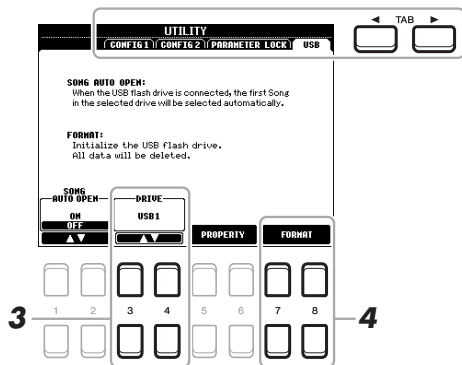 ◄ TAB ►
UTILITY
CONFIG 1 CONFIG 2 PARAMETER LOCK USB
SONG AUTO OPEN:
When the USB flash drive is connected, the first Song
in the selected drive will be selected automatically.
FORMAT:
Initialize the USB flash drive.
All data will be deleted.
SONG
AUTO OPEN
DRIVE
ON
OFF
USB1
▲▼ ▲▼ PROPERTY FORMAT
3 1 2 3 4 5 6 7 8 4